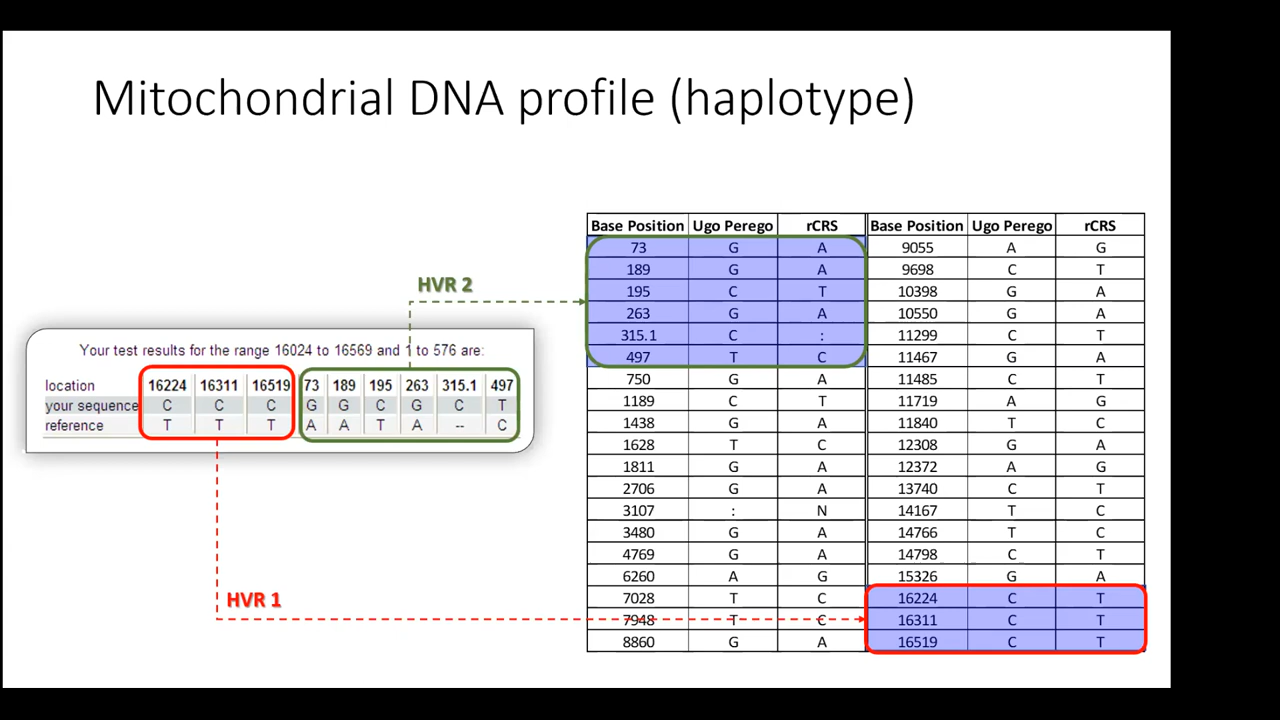 Mitochondrial DNA profile (haplotype)
HVR 2
Your test results for the range 16024 to 16569 and 1 to 576 are:
location 16224 16311 16519 73 189 195 263 315.1 497
your sequence C C C G G C G C T
reference T T T A A T A -- C
HVR 1
Base Position Ugo Perego rCRS Base Position Ugo Perego rCRS
73 G A 9055 A G
189 G A 9698 C T
195 C T 10398 G A
263 G A 10550 G A
315.1 C : 11299 C T
497 T C 11467 G A
750 G A 11485 C T
1189 C T 11719 A G
1438 G A 11840 T C
1628 T C 12308 G A
1811 G A 12372 A G
2706 G A 13740 C T
3107 : N 14167 T C
3480 G A 14766 T C
4769 G A 14798 C T
6260 A G 15326 G A
7028 T C 16224 C T
7948 T C 16311 C T
8860 G A 16519 C T